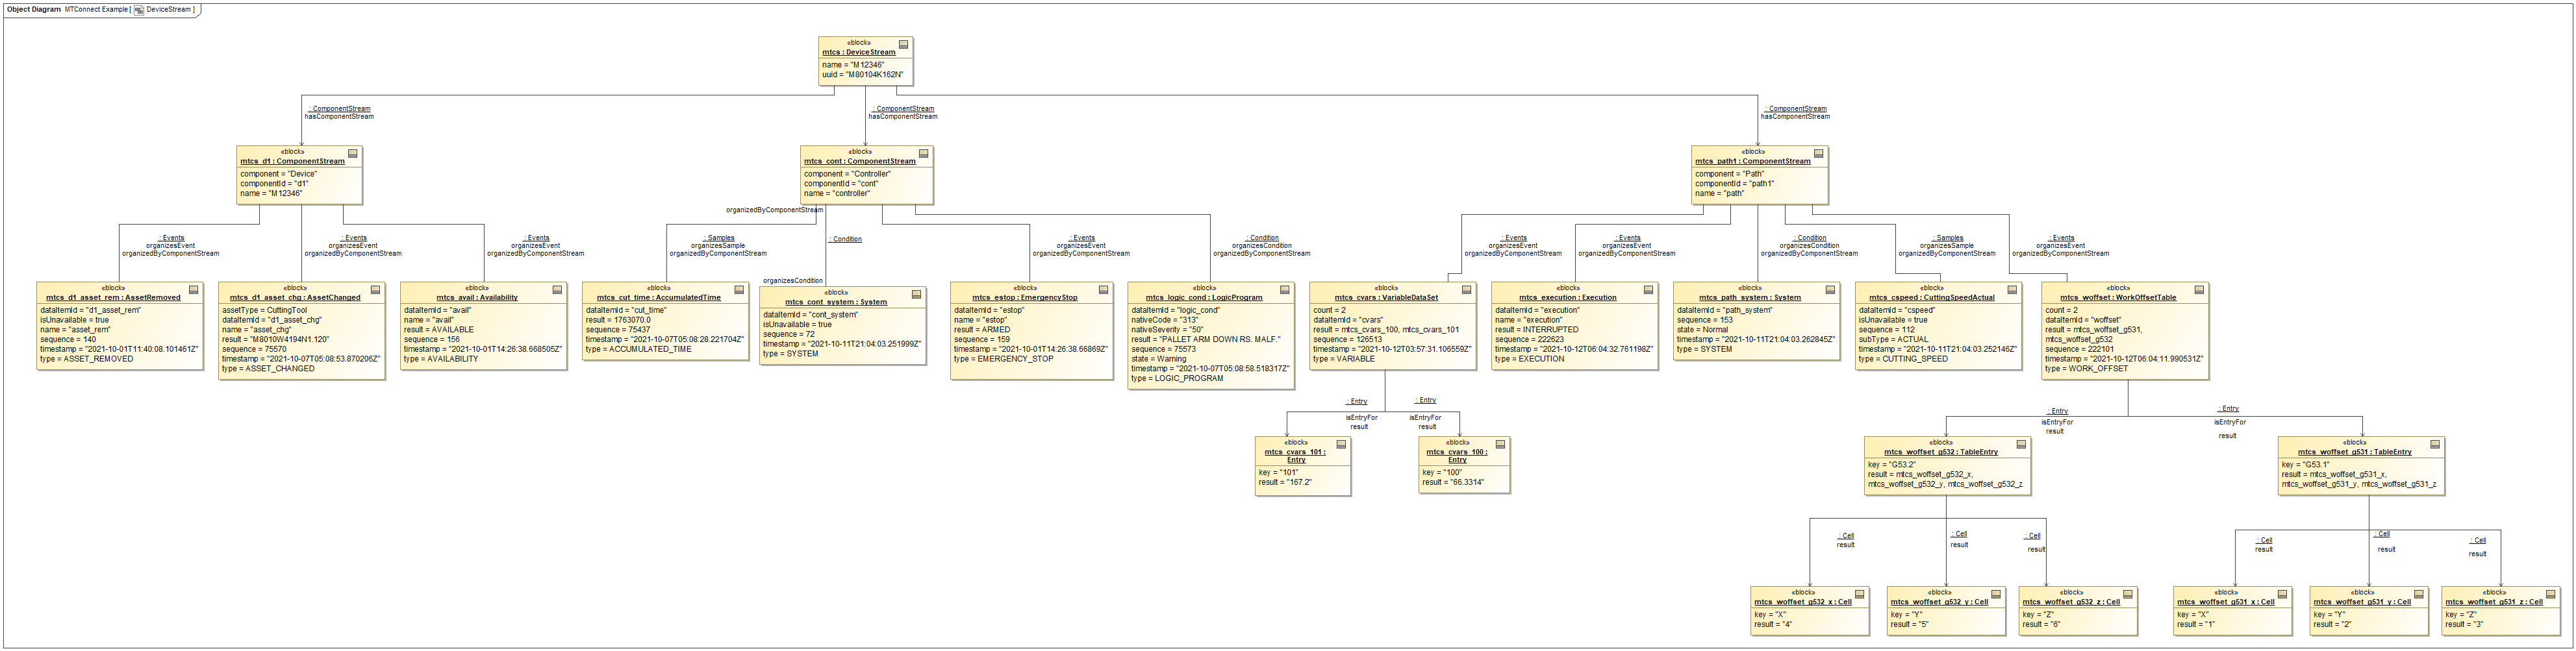 Object Diagram MTConnect Example [ DeviceStream ]
«block»
mtcs : DeviceStream
name = "M12346"
uuid = "M80104K162N"
: ComponentStream
hasComponentStream
: ComponentStream
hasComponentStream
: ComponentStream
hasComponentStream
«block»
mtcs_d1 : ComponentStream
component = "Device"
componentId = "d1"
name = "M12346"
«block»
mtcs_cont : ComponentStream
component = "Controller"
componentId = "cont"
name = "controller"
«block»
mtcs_path1 : ComponentStream
component = "Path"
componentId = "path1"
name = "path"
: Events
organizesEvent
organizedByComponentStream
: Events
organizesEvent
organizedByComponentStream
: Events
organizesEvent
organizedByComponentStream
: Samples
organizesSample
organizedByComponentStream
organizedByComponentStream
: Condition
organizesCondition
: Events
organizesEvent
organizedByComponentStream
: Condition
organizesCondition
organizedByComponentStream
: Events
organizesEvent
organizedByComponentStream
: Events
organizesEvent
organizedByComponentStream
: Condition
organizesCondition
organizedByComponentStream
: Samples
organizesSample
organizedByComponentStream
: Events
organizesEvent
organizedByComponentStream
«block»
mtcs_d1_asset_rem : AssetRemoved
dataItemId = "d1_asset_rem"
isUnavailable = true
name = "asset_rem"
sequence = 140
timestamp = "2021-10-01T11:40:08.101461Z"
type = ASSET_REMOVED
«block»
mtcs_d1_asset_chg : AssetChanged
assetType = CuttingTool
dataItemId = "d1_asset_chg"
name = "asset_chg"
result = "M8010W4194N1.120"
sequence = 75570
timestamp = "2021-10-07T05:08:53.870206Z"
type = ASSET_CHANGED
«block»
mtcs_avail : Availability
dataItemId = "avail"
name = "avail"
result = AVAILABLE
sequence = 156
timestamp = "2021-10-01T14:26:38.668505Z"
type = AVAILABILITY
«block»
mtcs_cut_time : AccumulatedTime
dataItemId = "cut_time"
result = 1763070.0
sequence = 75437
timestamp = "2021-10-07T05:08:28.221704Z"
type = ACCUMULATED_TIME
«block»
mtcs_cont_system : System
dataItemId = "cont_system"
isUnavailable = true
sequence = 72
timestamp = "2021-10-11T21:04:03.251999Z"
type = SYSTEM
«block»
mtcs_estop : EmergencyStop
dataItemId = "estop"
name = "estop"
result = ARMED
sequence = 159
timestamp = "2021-10-01T14:26:38.66869Z"
type = EMERGENCY_STOP
«block»
mtcs_logic_cond : LogicProgram
dataItemId = "logic_cond"
nativeCode = "313"
nativeSeverity = "50"
result = "PALLET ARM DOWN RS. MALF."
sequence = 75573
state = Warning
timestamp = "2021-10-07T05:08:58.518317Z"
type = LOGIC_PROGRAM
«block»
mtcs_cvars : VariableDataSet
count = 2
dataItemId = "cvars"
result = mtcs_cvars_100, mtcs_cvars_101
sequence = 126513
timestamp = "2021-10-12T03:57:31.106559Z"
type = VARIABLE
«block»
mtcs_execution : Execution
dataItemId = "execution"
name = "execution"
result = INTERRUPTED
sequence = 222623
timestamp = "2021-10-12T06:04:32.761198Z"
type = EXECUTION
«block»
mtcs_path_system : System
dataItemId = "path_system"
sequence = 153
state = Normal
timestamp = "2021-10-11T21:04:03.262845Z"
type = SYSTEM
«block»
mtcs_cspeed : CuttingSpeedActual
dataItemId = "cspeed"
isUnavailable = true
sequence = 112
subType = ACTUAL
timestamp = "2021-10-11T21:04:03.252146Z"
type = CUTTING_SPEED
«block»
mtcs_woffset : WorkOffsetTable
count = 2
dataItemId = "woffset"
result = mtcs_woffset_g531,
mtcs_woffset_g532
sequence = 222101
timestamp = "2021-10-12T06:04:11.990531Z"
type = WORK_OFFSET
: Entry
isEntryFor
result
: Entry
isEntryFor
result
: Entry
isEntryFor
result
: Entry
isEntryFor
result
«block»
mtcs_cvars_101 :
Entry
key = "101"
result = "167.2"
«block»
mtcs_cvars_100 :
Entry
key = "100"
result = "66.3314"
«block»
mtcs_woffset_g532 : TableEntry
key = "G53.2"
result = mtcs_woffset_g532_x,
mtcs_woffset_g532_y, mtcs_woffset_g532_z
«block»
mtcs_woffset_g531 : TableEntry
key = "G53.1"
result = mtcs_woffset_g531_x,
mtcs_woffset_g531_y, mtcs_woffset_g531_z
: Cell
result
: Cell
result
: Cell
result
: Cell
result
: Cell
result
: Cell
result
«block»
mtcs_woffset_g532_x : Cell
key = "X"
result = "4"
«block»
mtcs_woffset_g532_y : Cell
key = "Y"
result = "5"
«block»
mtcs_woffset_g532_z : Cell
key = "Z"
result = "6"
«block»
mtcs_woffset_g531_x : Cell
key = "X"
result = "1"
«block»
mtcs_woffset_g531_y : Cell
key = "Y"
result = "2"
«block»
mtcs_woffset_g531_z : Cell
key = "Z"
result = "3"